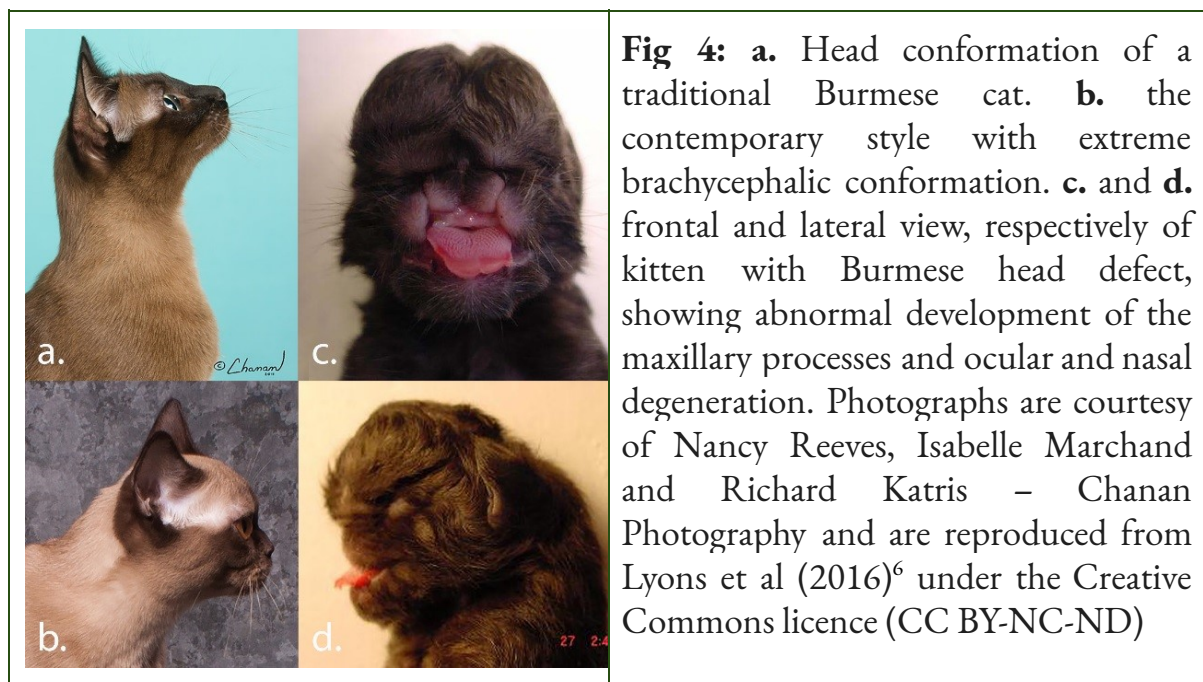 a.
© Chanan
c.
b.
d.
27 2:4
Fig 4: a. Head conformation of a
traditional Burmese cat. b. the
contemporary style with extreme
brachycephalic conformation. c. and d.
frontal and lateral view, respectively of
kitten with Burmese head defect,
showing abnormal development of the
maxillary processes and ocular and nasal
degeneration. Photographs are courtesy
of Nancy Reeves, Isabelle Marchand
and Richard Katris – Chanan
Photography and are reproduced from
Lyons et al (2016)⁶ under the Creative
Commons licence (CC BY-NC-ND)